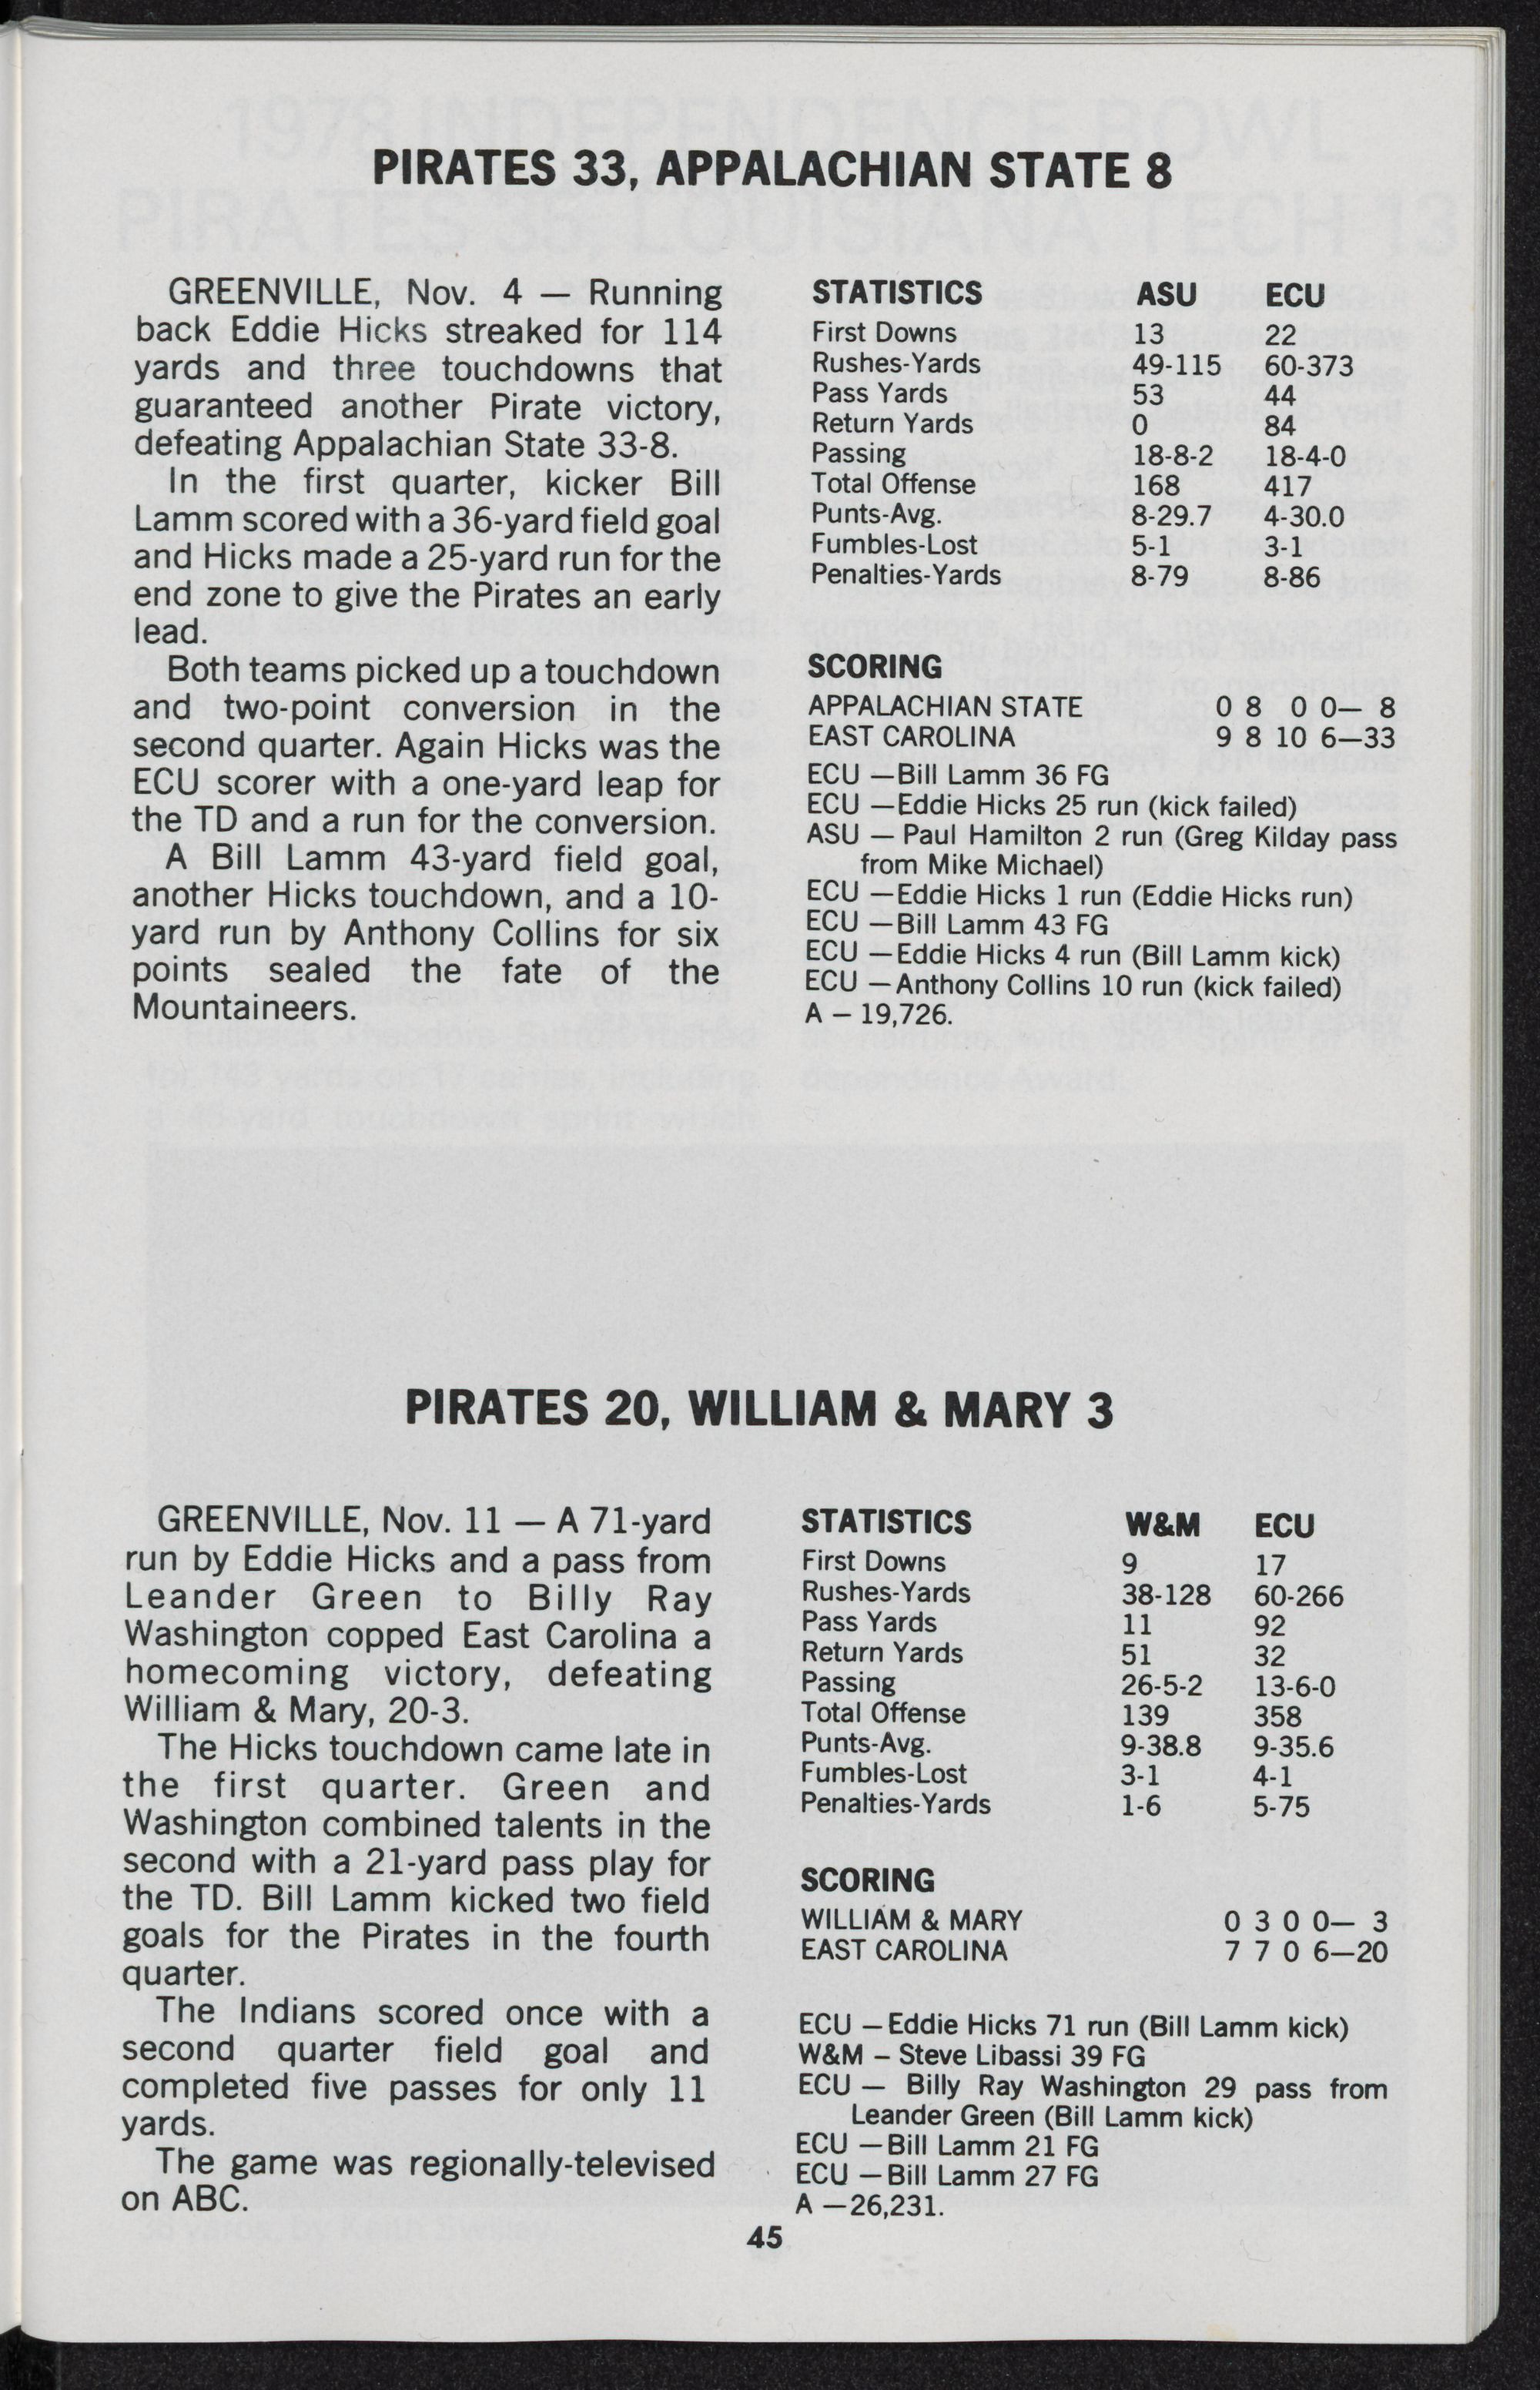 PIRATES 33, APPALACHIAN STATE 8
GREENVILLE, Nov. 4 — Running
back Eddie Hicks streaked for 114
yards and three touchdowns that
guaranteed another Pirate victory,
defeating Appalachian State 33-8.
In the first quarter, kicker Bill
Lamm scored with a 36-yard field goal
and Hicks made a 25-yard run for the
end zone to give the Pirates an early
lead.
Both teams picked up a touchdown
and two-point conversion in the
second quarter. Again Hicks was the
ECU scorer with a one-yard leap for
the TD and a run for the conversion.
A Bill Lamm 43-yard field goal,
another Hicks touchdown, and a 10-
yard run by Anthony Collins for six
points sealed the fate of the
Mountaineers.
STATISTICS ASU ECU
First Downs 13 22
Rushes-Yards 49-115 60-373
Pass Yards 53 44
Return Yards 0 84
Passing 18-8-2 18-4-0
Total Offense 168 417
Punts-Avg. 8-29.7 4-30.0
Fumbles-Lost 5-1 3-1
Penalties-Yards 8-79 8-86
SCORING
APPALACHIAN STATE 0 8 0 0— 8
EAST CAROLINA 9 8 10 6—33
ECU —Bill Lamm 36 FG
ECU —Eddie Hicks 25 run (kick failed)
ASU — Paul Hamilton 2 run (Greg Kilday pass
from Mike Michael)
ECU —Eddie Hicks 1 run (Eddie Hicks run)
ECU —Bill Lamm 43 FG
ECU —Eddie Hicks 4 run (Bill Lamm kick)
ECU —Anthony Collins 10 run (kick failed)
A — 19,726.
PIRATES 20, WILLIAM & MARY 3
GREENVILLE, Nov. 11 — A 71-yard
run by Eddie Hicks and a pass from
Leander Green to Billy Ray
Washington copped East Carolina a
homecoming victory, defeating
William & Mary, 20-3.
The Hicks touchdown came late in
the first quarter. Green and
Washington combined talents in the
second with a 21-yard pass play for
the TD. Bill Lamm kicked two field
goals for the Pirates in the fourth
quarter.
The Indians scored once with a
second quarter field goal and
completed five passes for only 11
yards.
The game was regionally-televised
on ABC.
STATISTICS W&M ECU
First Downs 9 17
Rushes-Yards 38-128 60-266
Pass Yards 11 92
Return Yards 51 32
Passing 26-5-2 13-6-0
Total Offense 139 358
Punts-Avg. 9-38.8 9-35.6
Fumbles-Lost 3-1 4-1
Penalties-Yards 1-6 5-75
SCORING
WILLIAM & MARY 0 3 0 0— 3
EAST CAROLINA 7 7 0 6—20
ECU —Eddie Hicks 71 run (Bill Lamm kick)
W&M — Steve Libassi 39 FG
ECU — Billy Ray Washington 29 pass from
Leander Green (Bill Lamm kick)
ECU —Bill Lamm 21 FG
ECU —Bill Lamm 27 FG
A —26,231.
45